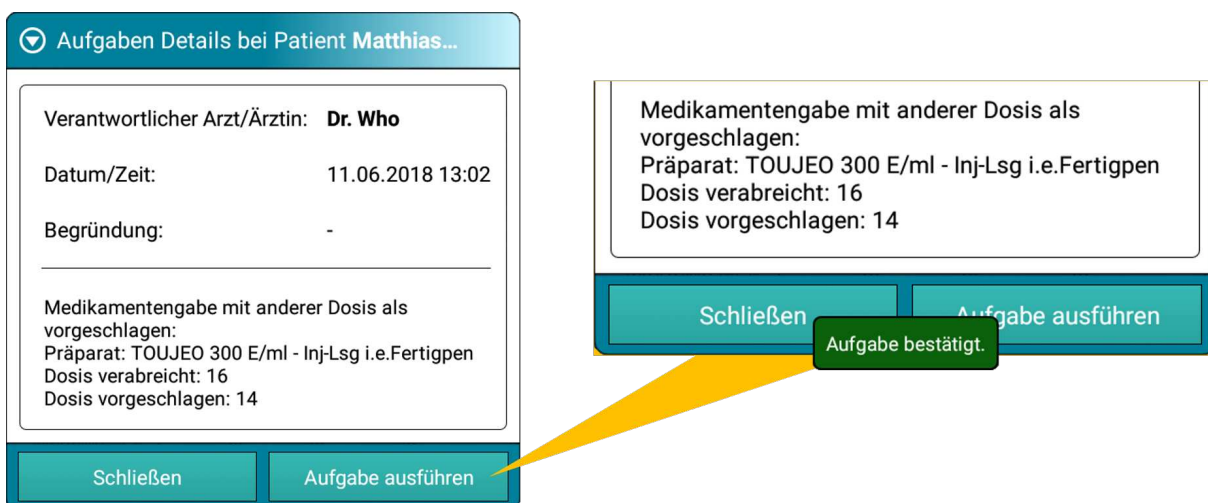 Aufgaben Details bei Patient Matthias...
Verantwortlicher Arzt/Ärztin: Dr. Who
Datum/Zeit: 11.06.2018 13:02
Begründung: -
Medikamentengabe mit anderer Dosis als
vorgeschlagen:
Präparat: TOUJEO 300 E/ml - Inj-Lsg i.e.Fertigpen
Dosis verabreicht: 16
Dosis vorgeschlagen: 14
Schließen Aufgabe ausführen
Medikamentengabe mit anderer Dosis als
vorgeschlagen:
Präparat: TOUJEO 300 E/ml - Inj-Lsg i.e.Fertigpen
Dosis verabreicht: 16
Dosis vorgeschlagen: 14
Schließen Aufgabe ausführen
Aufgabe bestätigt.